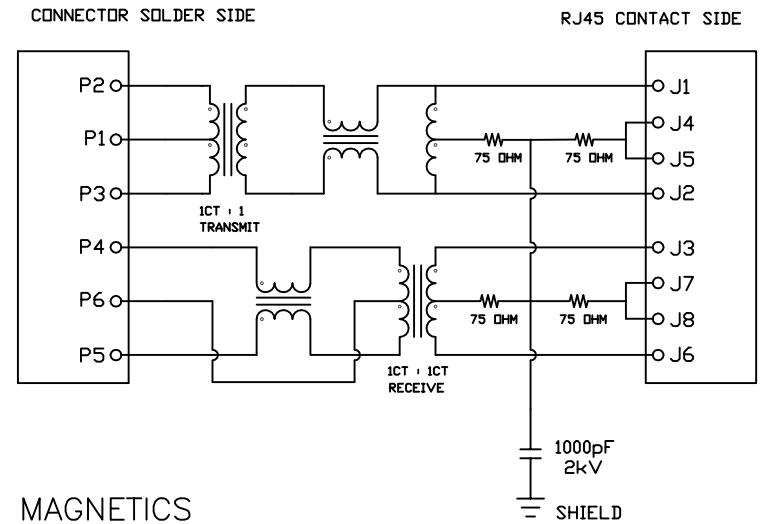 CONNECTOR SOLDER SIDE
RJ45 CONTACT SIDE
P2
J1
J4
P1
75 OHM
75 OHM
J5
P3
J2
1CT : 1
TRANSMIT
P4
J3
J7
P6
75 OHM
75 OHM
J8
P5
J6
1CT : 1CT
RECEIVE
1000pF
2kV
MAGNETICS
SHIELD